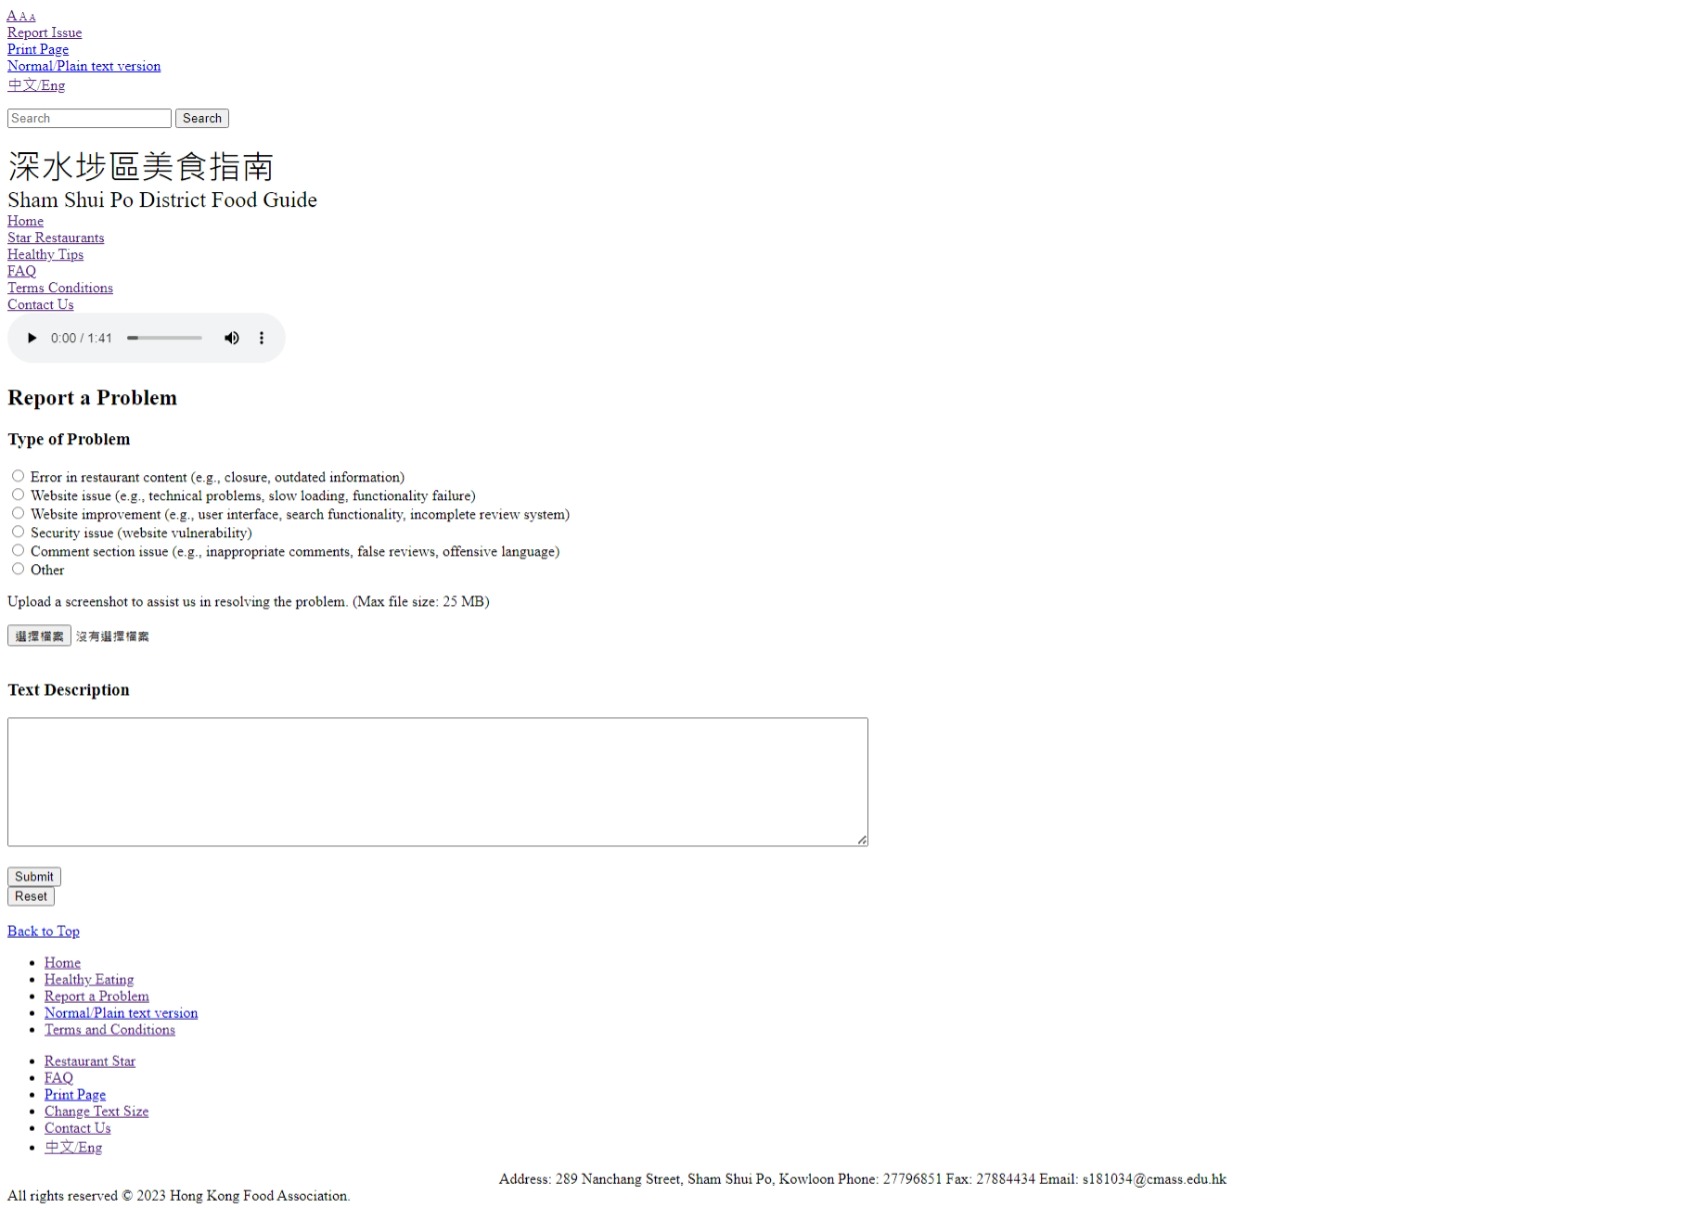 AAA
Report Issue
Print Page
Normal/Plain text version
中文/Eng
Search Search
深水埗區美食指南
Sham Shui Po District Food Guide
Home
Star Restaurants
Healthy Tips
FAQ
Terms Conditions
Contact Us
0:00 / 1:41
Report a Problem
Type of Problem
Error in restaurant content (e.g., closure, outdated information)
Website issue (e.g., technical problems, slow loading, functionality failure)
Website improvement (e.g., user interface, search functionality, incomplete review system)
Security issue (website vulnerability)
Comment section issue (e.g., inappropriate comments, false reviews, offensive language)
Other
Upload a screenshot to assist us in resolving the problem. (Max file size: 25 MB)
選擇檔案 沒有選擇檔案
Text Description
Submit
Reset
Back to Top
Home
Healthy Eating
Report a Problem
Normal/Plain text version
Terms and Conditions
Restaurant Star
FAQ
Print Page
Change Text Size
Contact Us
中文/Eng
Address: 289 Nanchang Street, Sham Shui Po, Kowloon Phone: 27796851 Fax: 27884434 Email: s181034@cmass.edu.hk
All rights reserved © 2023 Hong Kong Food Association.